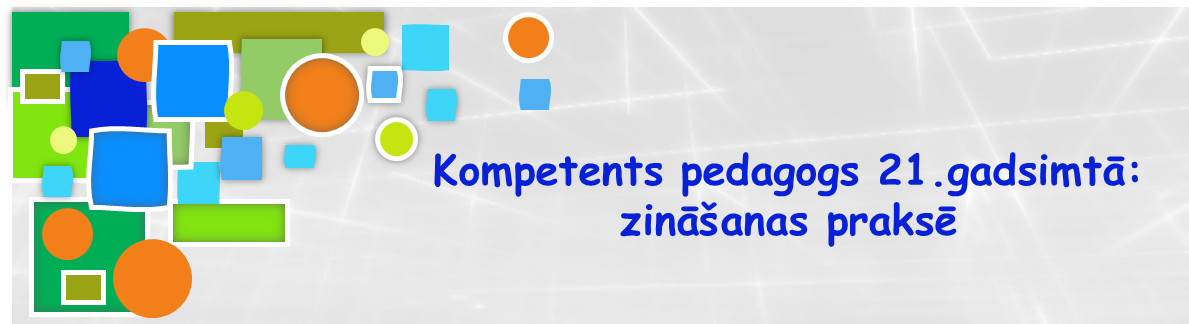 Kompetents pedagogs 21.gadsimtā:
zināšanas praksē